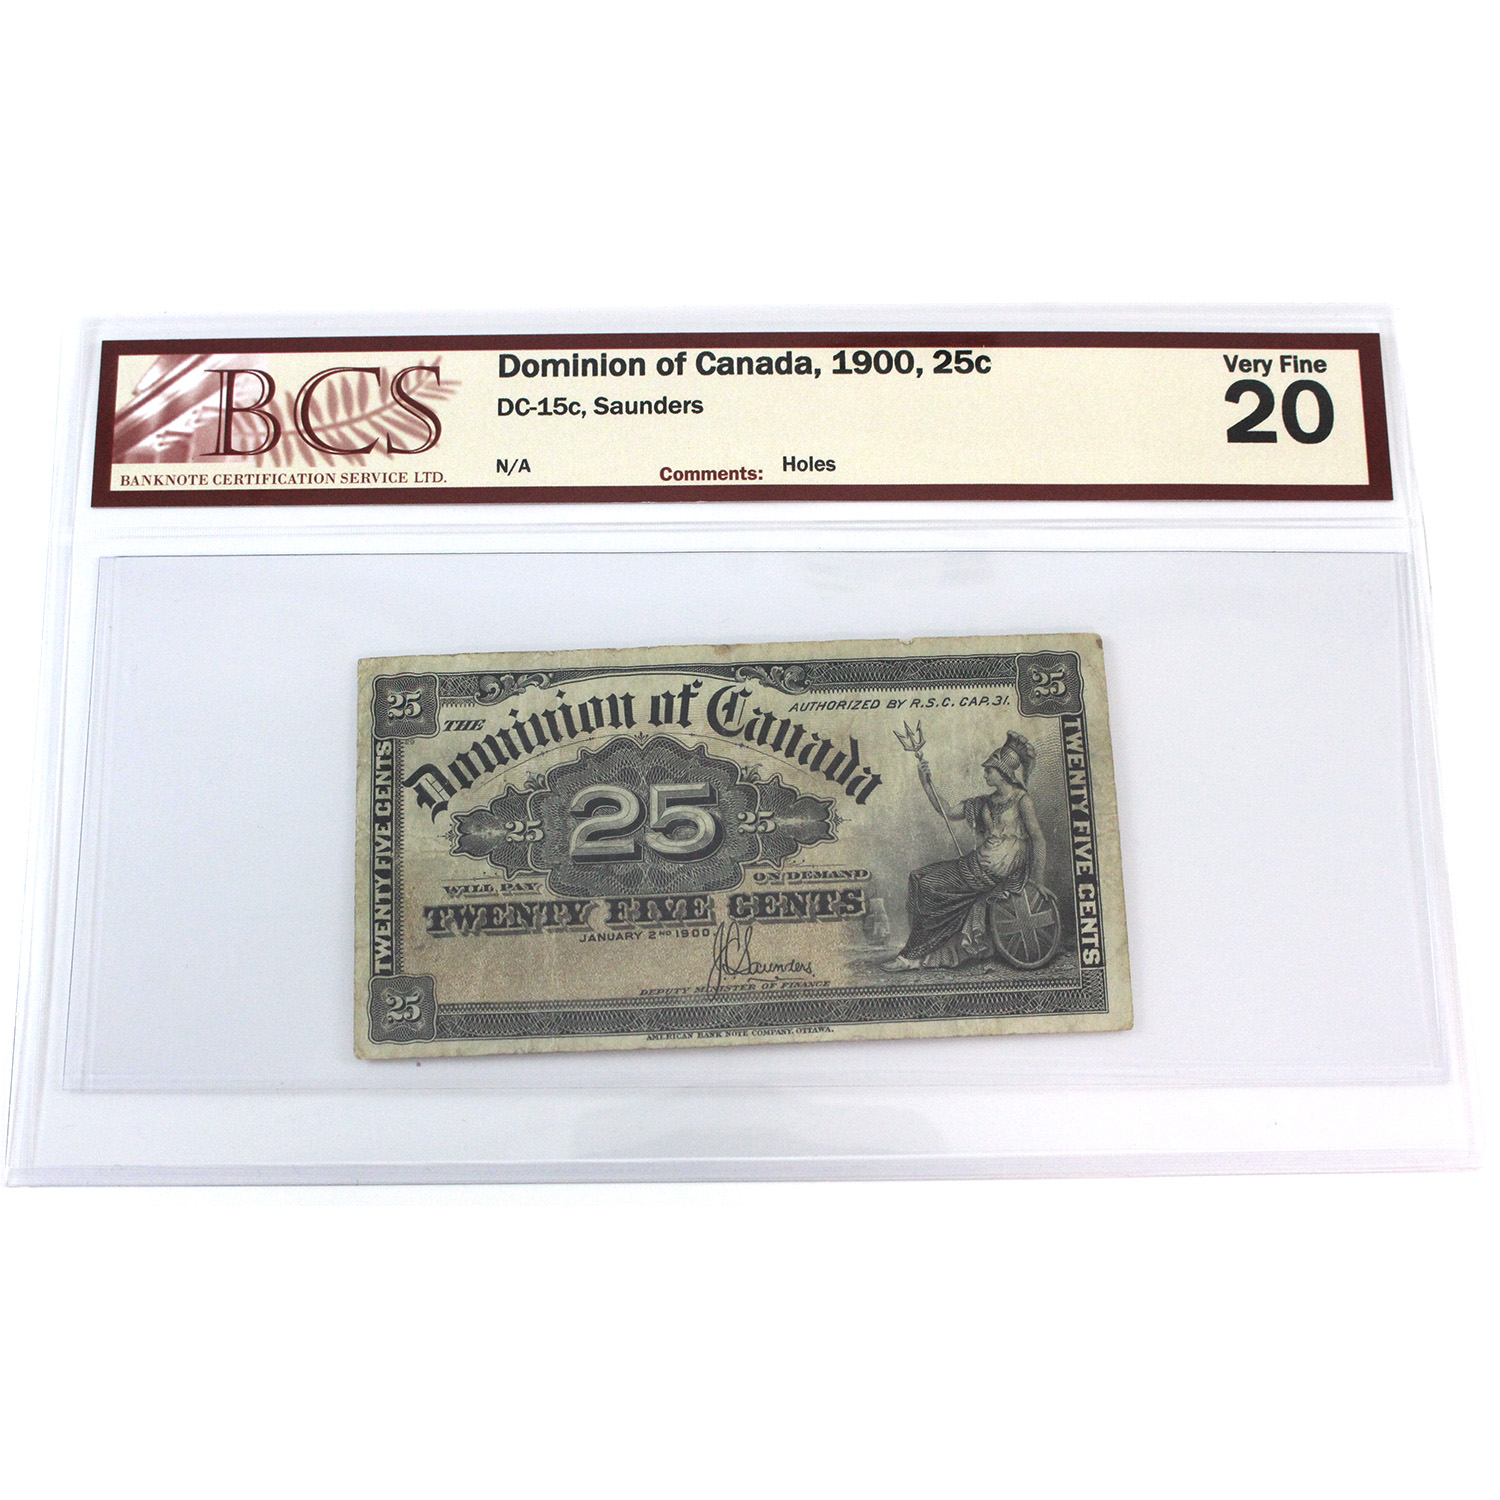 BCS
BANKNOTE CERTIFICATION SERVICE LTD.
Dominion of Canada, 1900, 25c
DC-15c, Saunders
N/A
Comments: Holes
Very Fine
20
25
25
THE
Dominion of Canada
AUTHORIZED BY R.S.C. CAP. 31.
TWENTY FIVE CENTS
25
25
25
TWENTY FIVE CENTS
WILL PAY
ON DEMAND
TWENTY FIVE CENTS
JANUARY 2ND 1900.
J C Saunders.
DEPUTY MINISTER OF FINANCE
25
AMERICAN BANK NOTE COMPANY, OTTAWA.